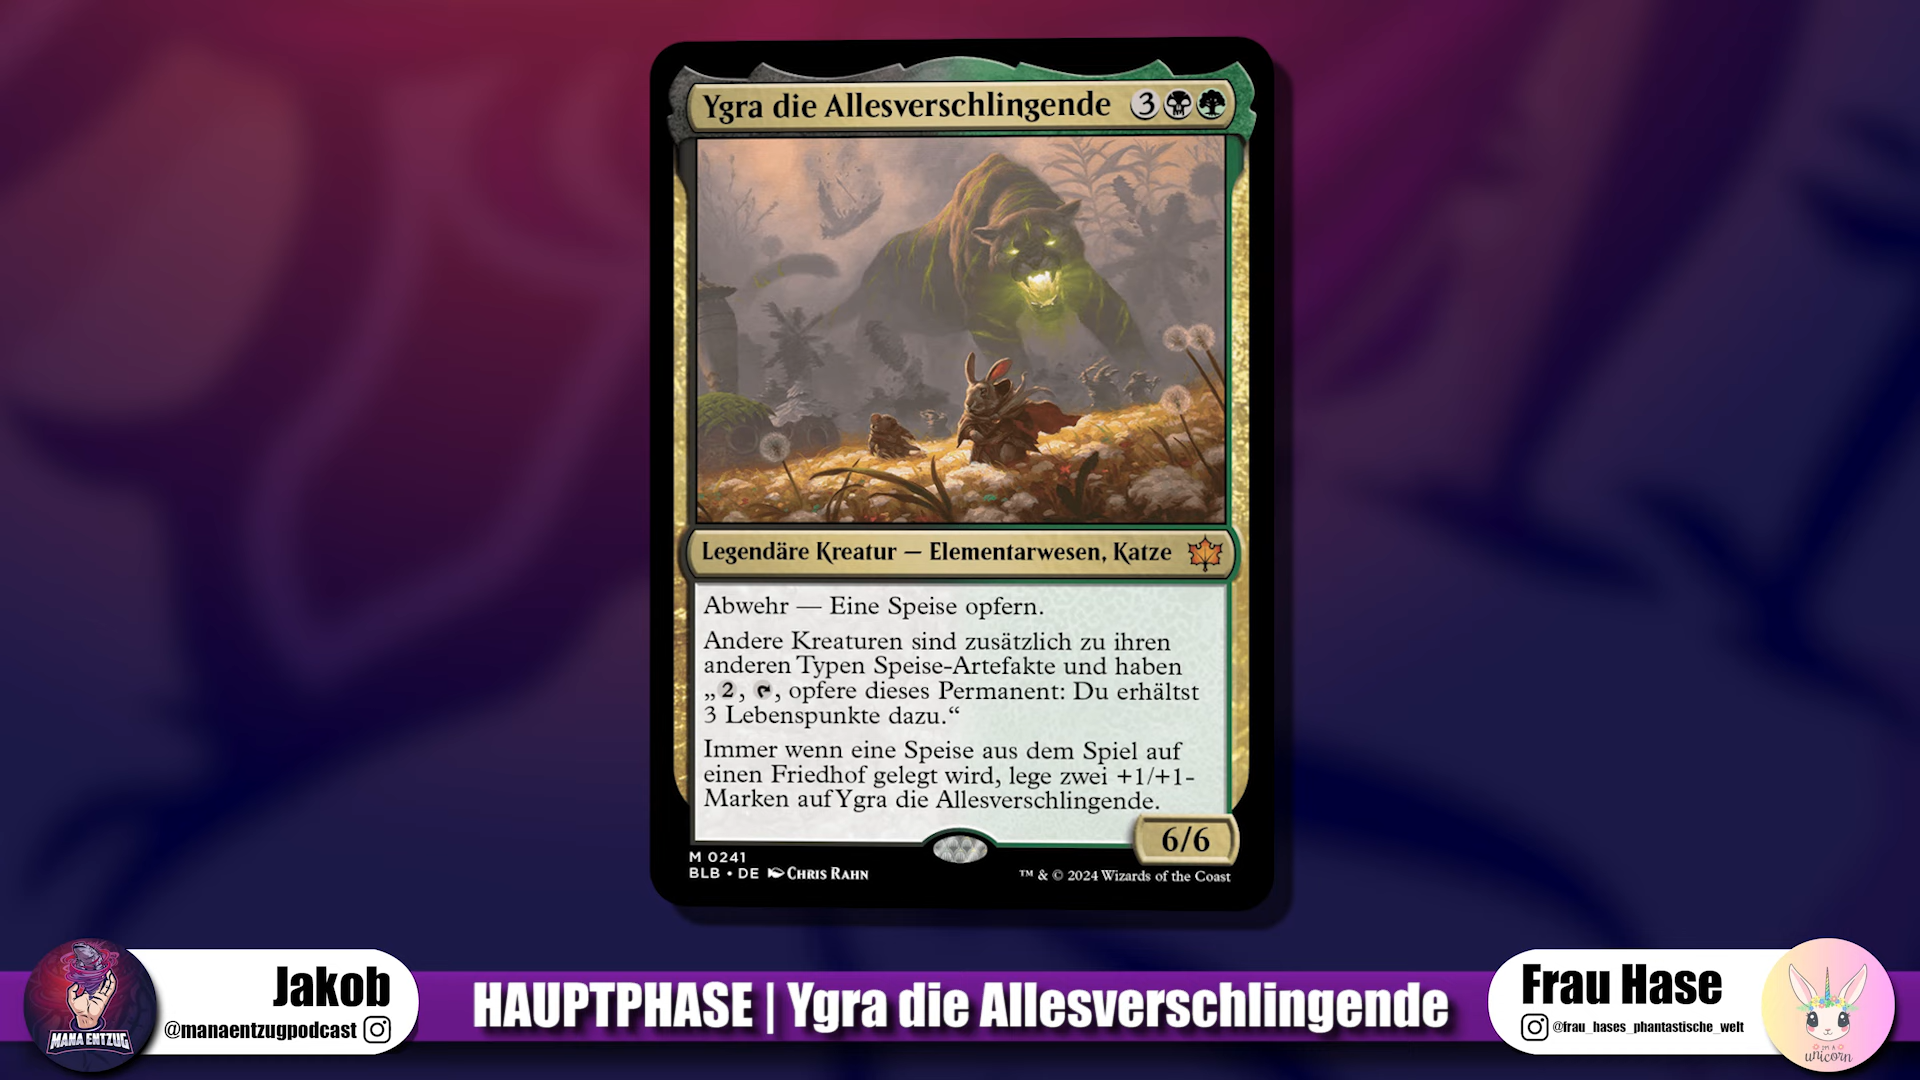 Ygra die Allesverschlingende 3
Legendäre Kreatur — Elementarwesen, Katze
Abwehr — Eine Speise opfern.
Andere Kreaturen sind zusätzlich zu ihren
anderen Typen Speise-Artefakte und haben
„2, , opfere dieses Permanent: Du erhältst
3 Lebenspunkte dazu.“
Immer wenn eine Speise aus dem Spiel auf
einen Friedhof gelegt wird, lege zwei +1/+1-
Marken auf Ygra die Allesverschlingende.
6/6
M 0241
BLB • DE CHRIS RAHN
™ & © 2024 Wizards of the Coast
MANA ENTZUG
Jakob
@manaentzugpodcast
HAUPTPHASE | Ygra die Allesverschlingende
Frau Hase
@frau_hases_phantastische_welt
I'm a
unicorn